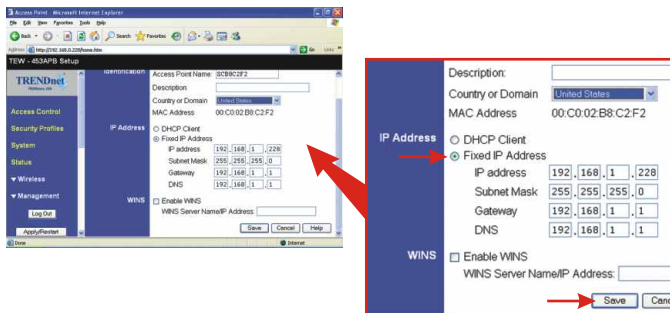 Access Point - Microsoft Internet Explorer
File Edit View Favorites Tools Help
Back Search Favorites
Address http://192.168.0.228/home.htm Go Links
TEW - 453APB Setup
TRENDnet
Access Control
Security Profiles
System
Status
Wireless
Management
Log Out
Apply/Restart
Identification
Access Point Name: SCB8C2F2
Description
Country or Domain United States
MAC Address 00:C0:02:B8:C2:F2
IP Address
DHCP Client
Fixed IP Address
IP address 192 . 168 . 1 . 228
Subnet Mask 255 . 255 . 255 . 0
Gateway 192 . 168 . 1 . 1
DNS 192 . 168 . 1 . 1
WINS
Enable WINS
WINS Server Name/IP Address:
Save Cancel Help
Done Internet
Description:
Country or Domain United States
MAC Address 00:C0:02:B8:C2:F2
IP Address
DHCP Client
Fixed IP Address
IP address 192 . 168 . 1 . 228
Subnet Mask 255 . 255 . 255 . 0
Gateway 192 . 168 . 1 . 1
DNS 192 . 168 . 1 . 1
WINS
Enable WINS
WINS Server Name/IP Address:
Save Canc